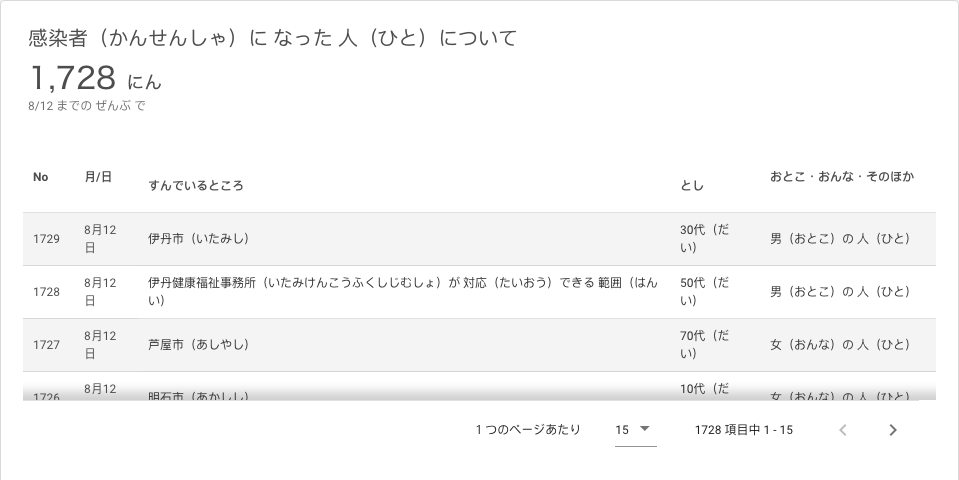 感染者（かんせんしゃ）に なった 人（ひと）について
1,728 にん
8/12 までの ぜんぶ で
No 月/日 すんでいるところ とし おとこ・おんな・そのほか
1729 8月12日 伊丹市（いたみし） 30代（だい） 男（おとこ）の 人（ひと）
1728 8月12日 伊丹健康福祉事務所（いたみけんこうふくしじむしょ）が 対応（たいおう）できる 範囲（はんい） 50代（だい） 男（おとこ）の 人（ひと）
1727 8月12日 芦屋市（あしやし） 70代（だい） 女（おんな）の 人（ひと）
1726 8月12 明石市（あかしし） 10代（だ 女（おんな）の 人（ひと）
1 つのページあたり 15 1728 項目中 1 - 15